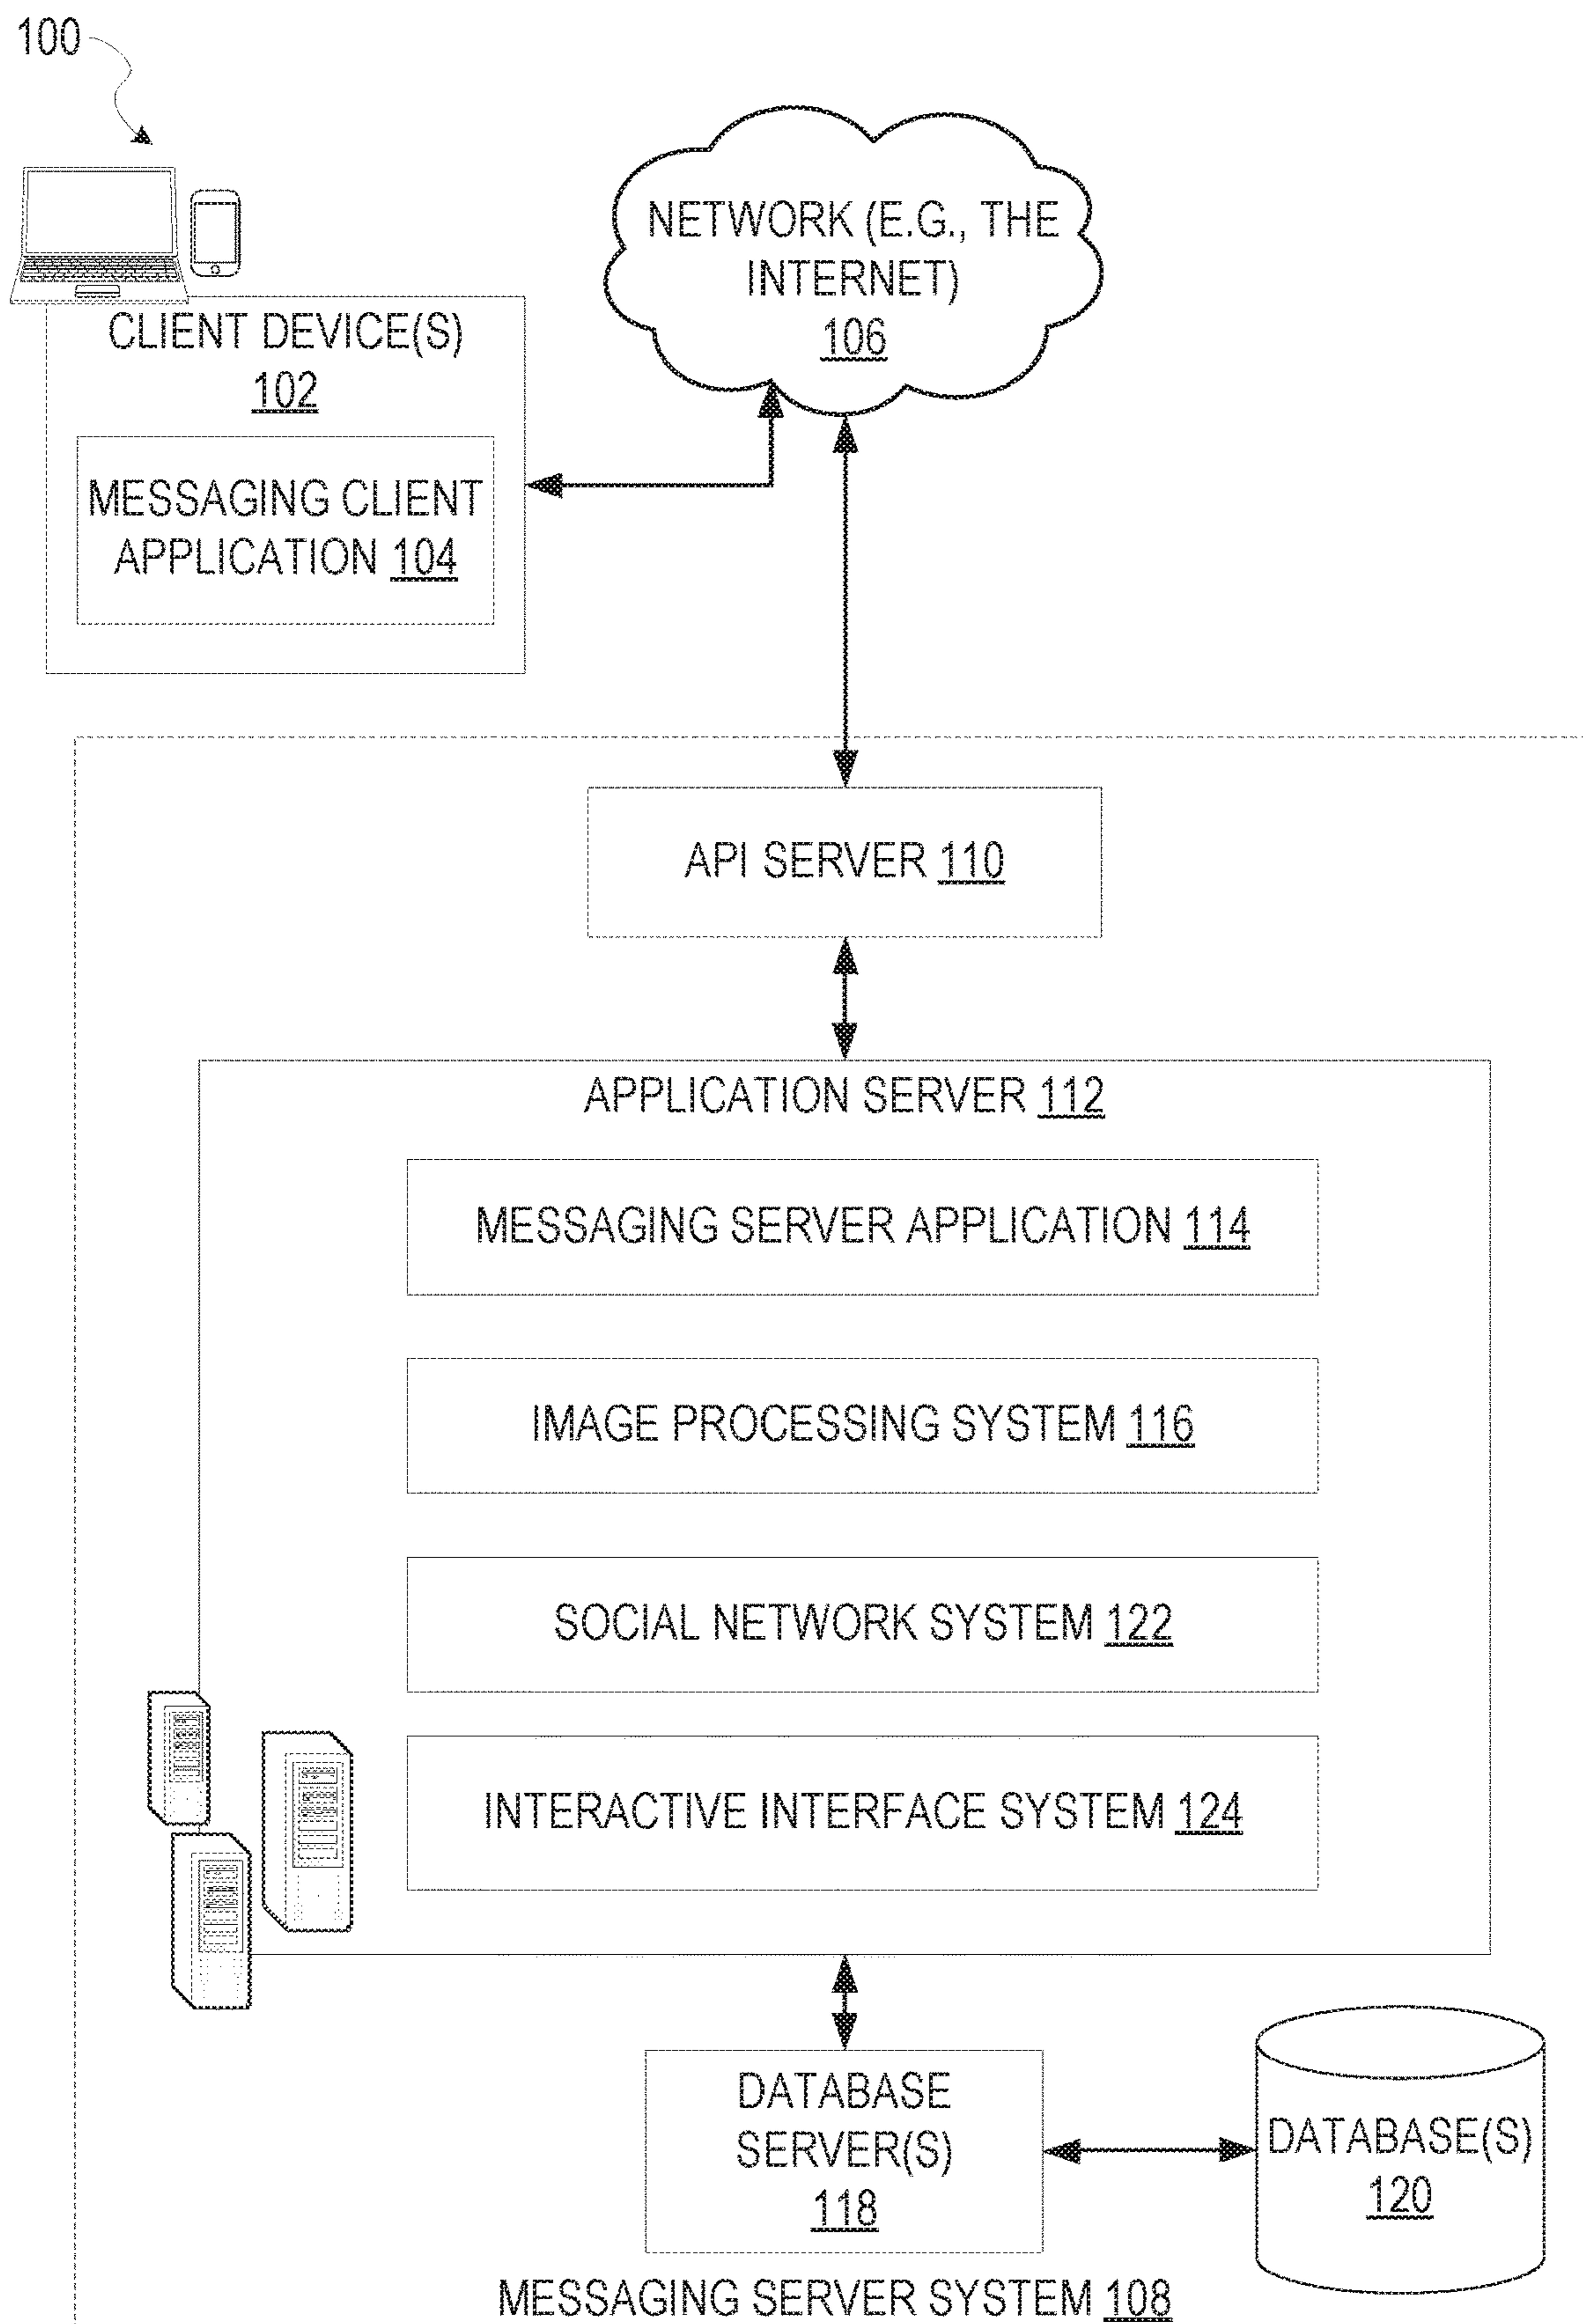 100
NETWORK (E.G., THE
INTERNET)
106
CLIENT DEVICE(S)
102
MESSAGING CLIENT
APPLICATION 104
API SERVER 110
APPLICATION SERVER 112
MESSAGING SERVER APPLICATION 114
IMAGE PROCESSING SYSTEM 116
SOCIAL NETWORK SYSTEM 122
INTERACTIVE INTERFACE SYSTEM 124
DATABASE
SERVER(S)
118
DATABASE(S)
120
MESSAGING SERVER SYSTEM 108